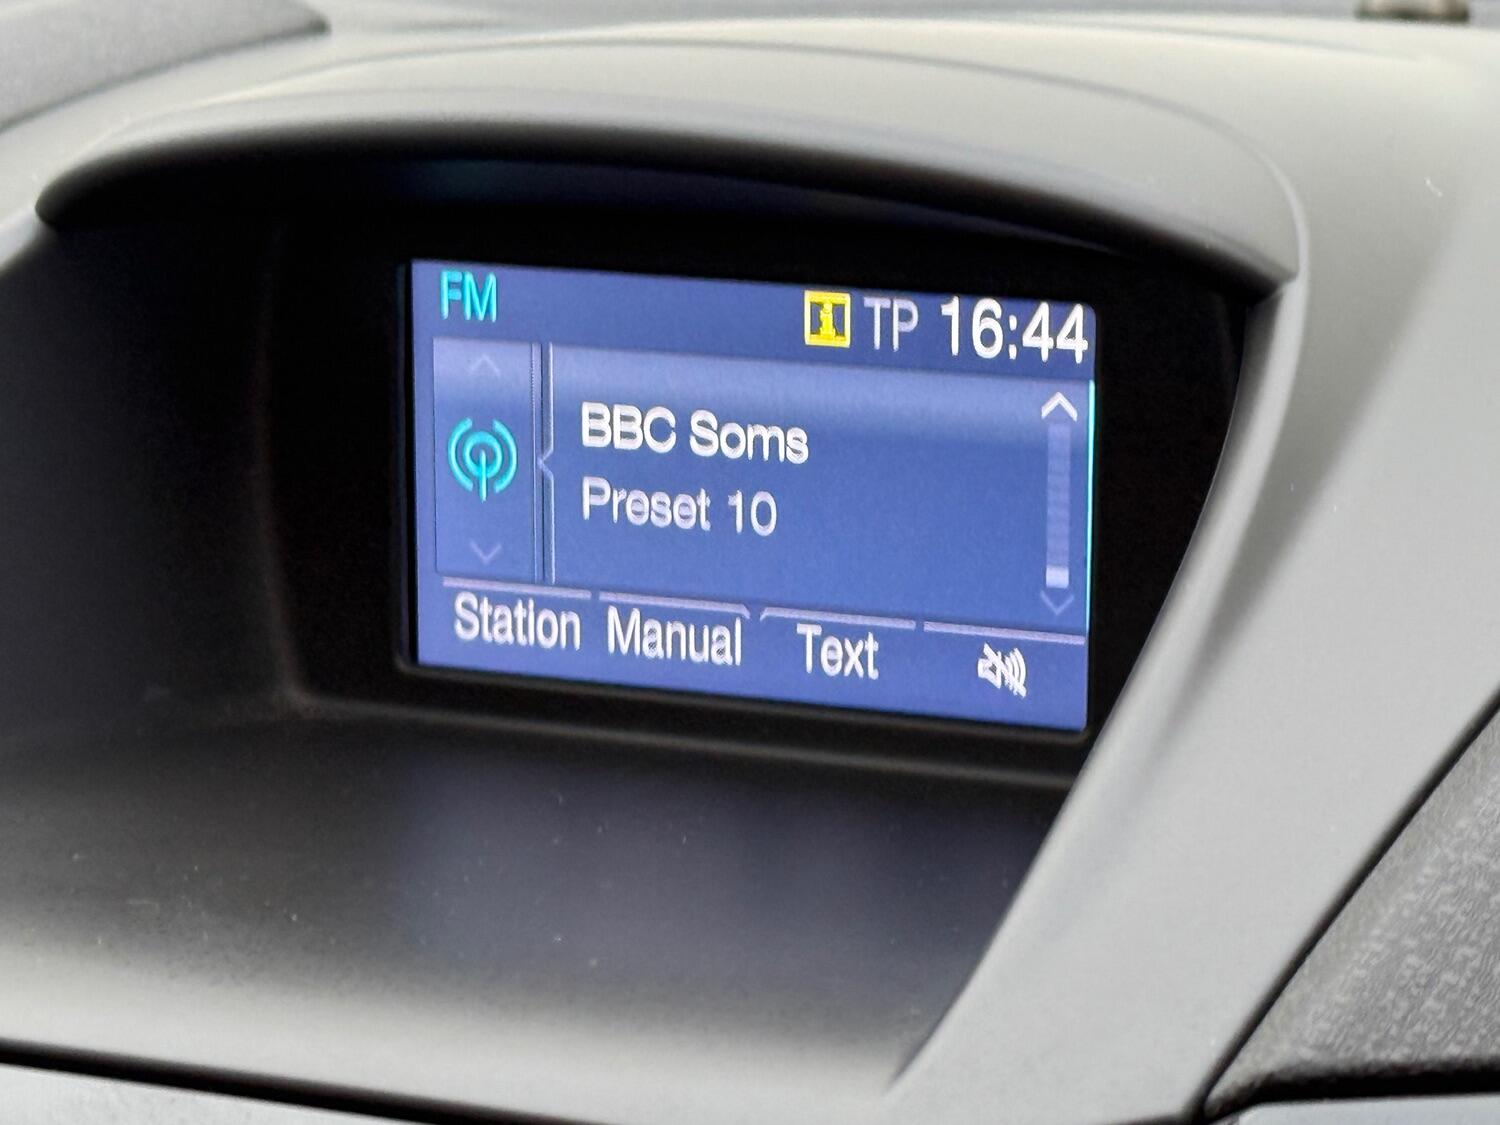 FM
i TP 16:44
BBC Soms
Preset 10
Station Manual Text